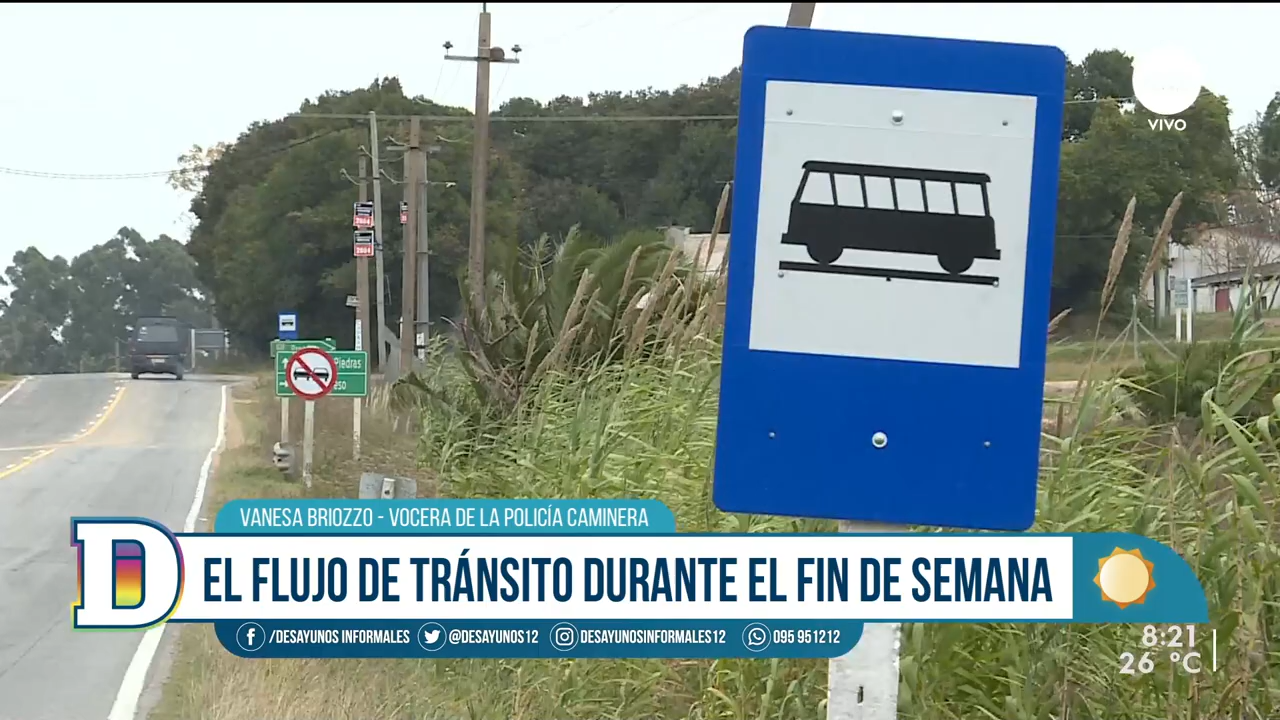 VIVO
Piedras
VANESA BRIOZZO - VOCERA DE LA POLICÍA CAMINERA
D
EL FLUJO DE TRÁNSITO DURANTE EL FIN DE SEMANA
/DESAYUNOS INFORMALES @DESAYUNOS12 DESAYUNOSINFORMALES12 095 951212
8:21
26 °C